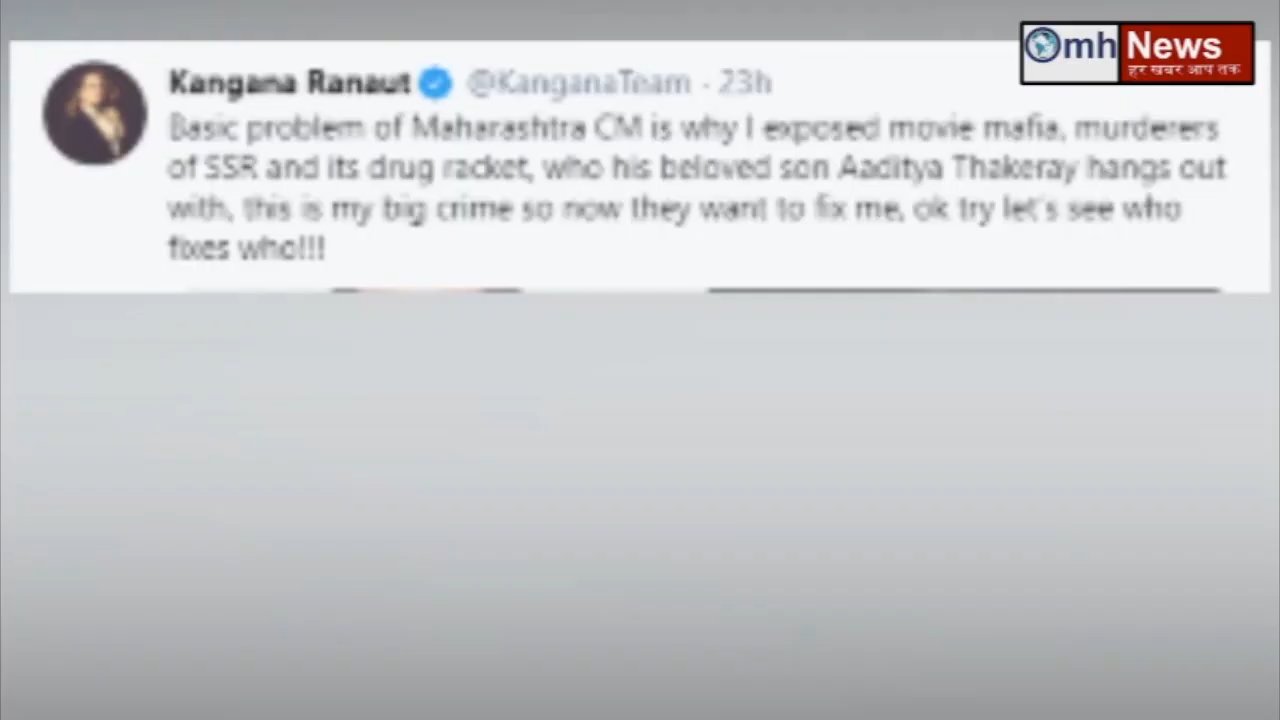 Omh News
हर खबर आप तक
Kangana Ranaut @KanganaTeam · 23h
Basic problem of Maharashtra CM is why I exposed movie mafia, murderers
of SSR and its drug racket, who his beloved son Aaditya Thakeray hangs out
with, this is my big crime so now they want to fix me, ok try let's see who
fixes who!!!